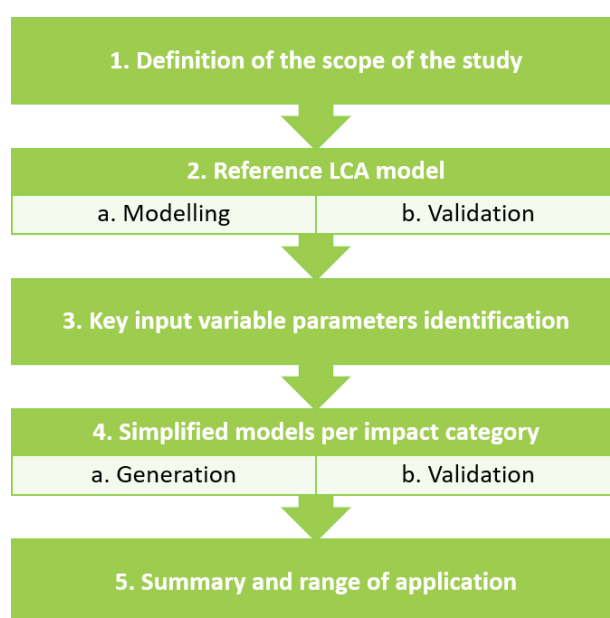 1. Definition of the scope of the study
2. Reference LCA model
a. Modelling
b. Validation
3. Key input variable parameters identification
4. Simplified models per impact category
a. Generation
b. Validation
5. Summary and range of application